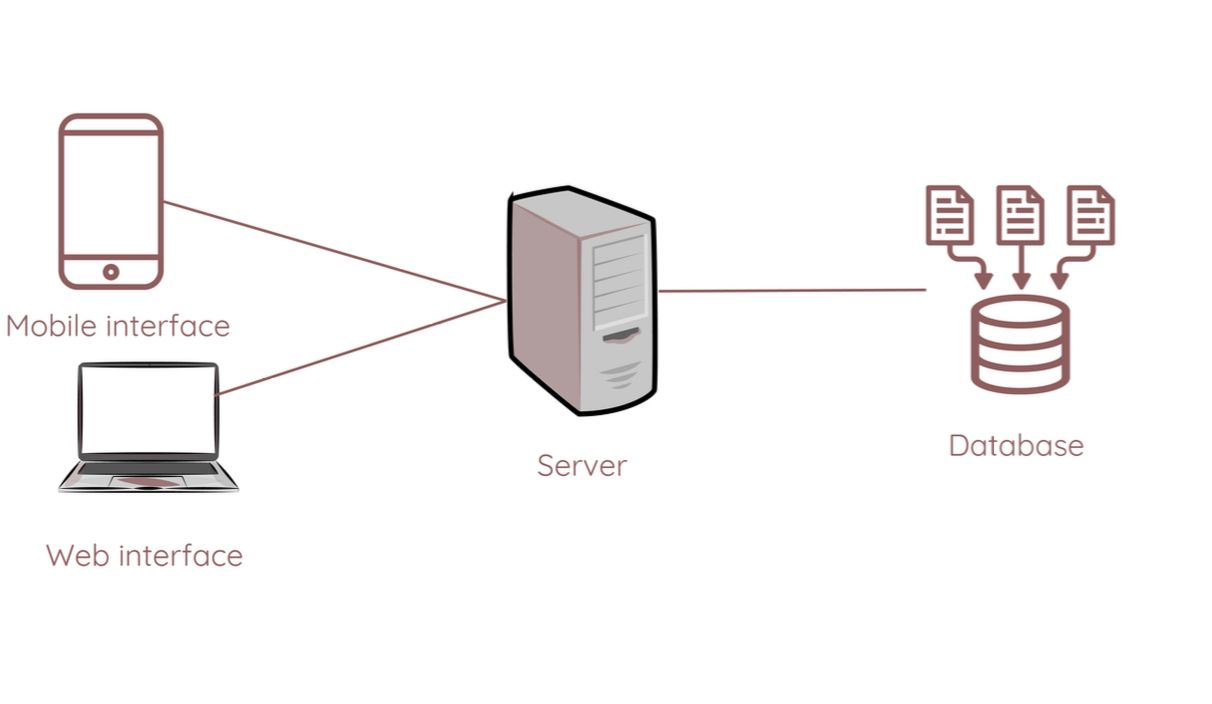 Mobile interface
Web interface
Server
Database